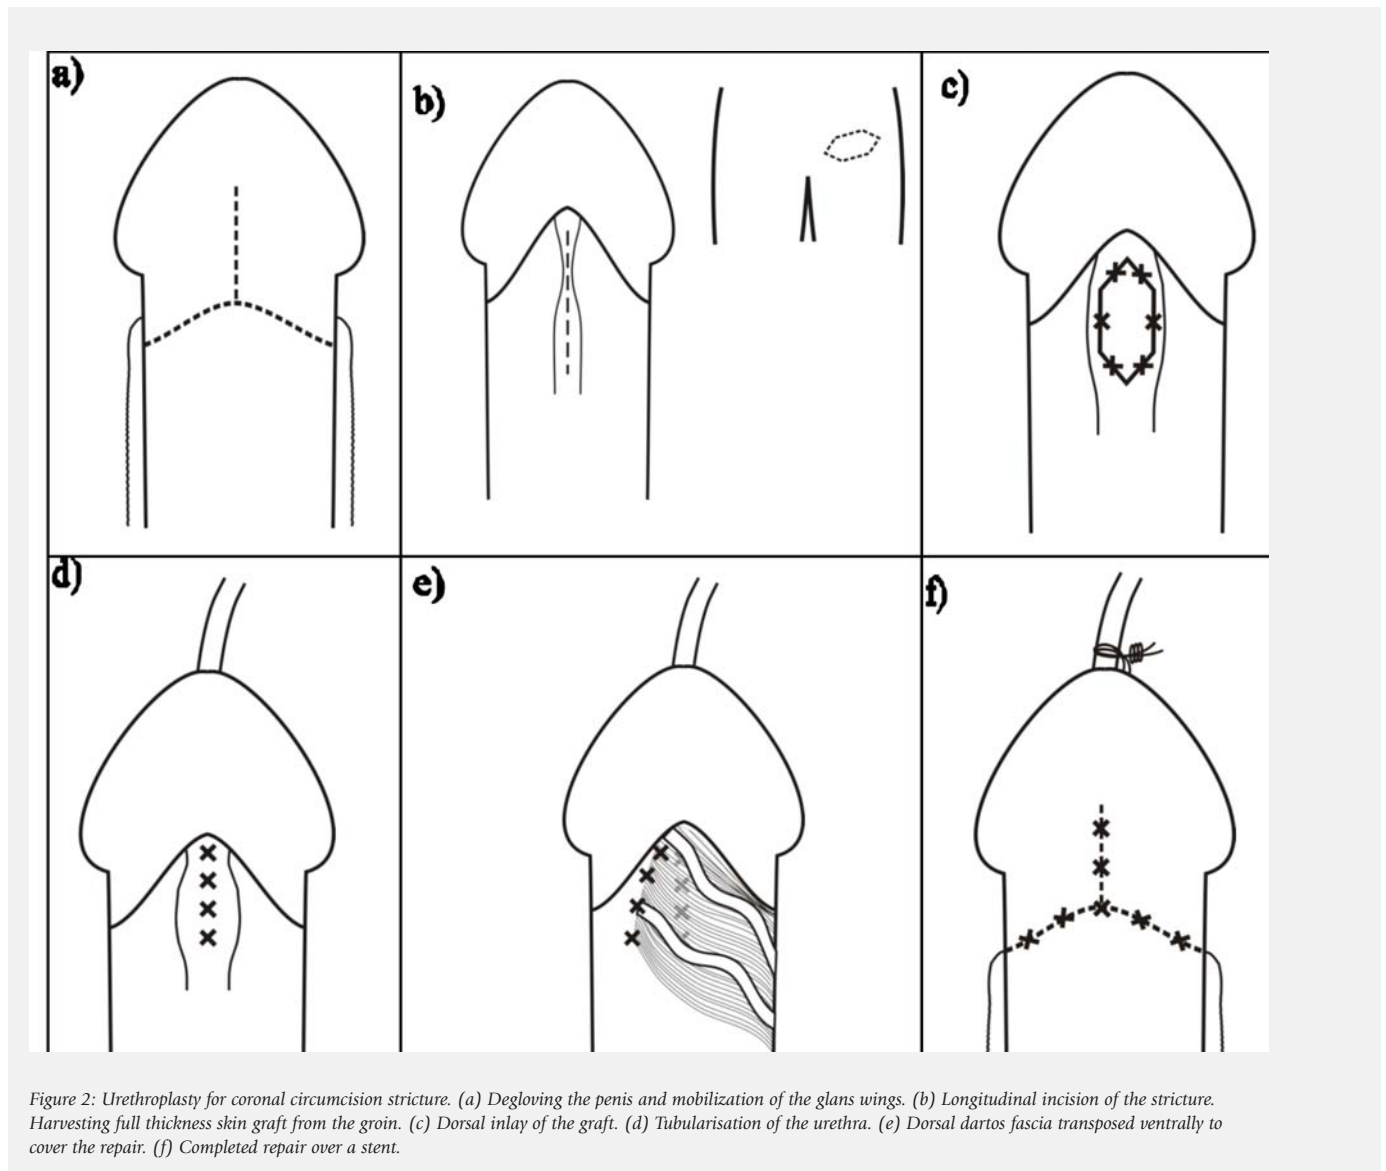 a)
b)
c)
d)
e)
f)
Figure 2: Urethroplasty for coronal circumcision stricture. (a) Degloving the penis and mobilization of the glans wings. (b) Longitudinal incision of the stricture.
Harvesting full thickness skin graft from the groin. (c) Dorsal inlay of the graft. (d) Tubularisation of the urethra. (e) Dorsal dartos fascia transposed ventrally to
cover the repair. (f) Completed repair over a stent.